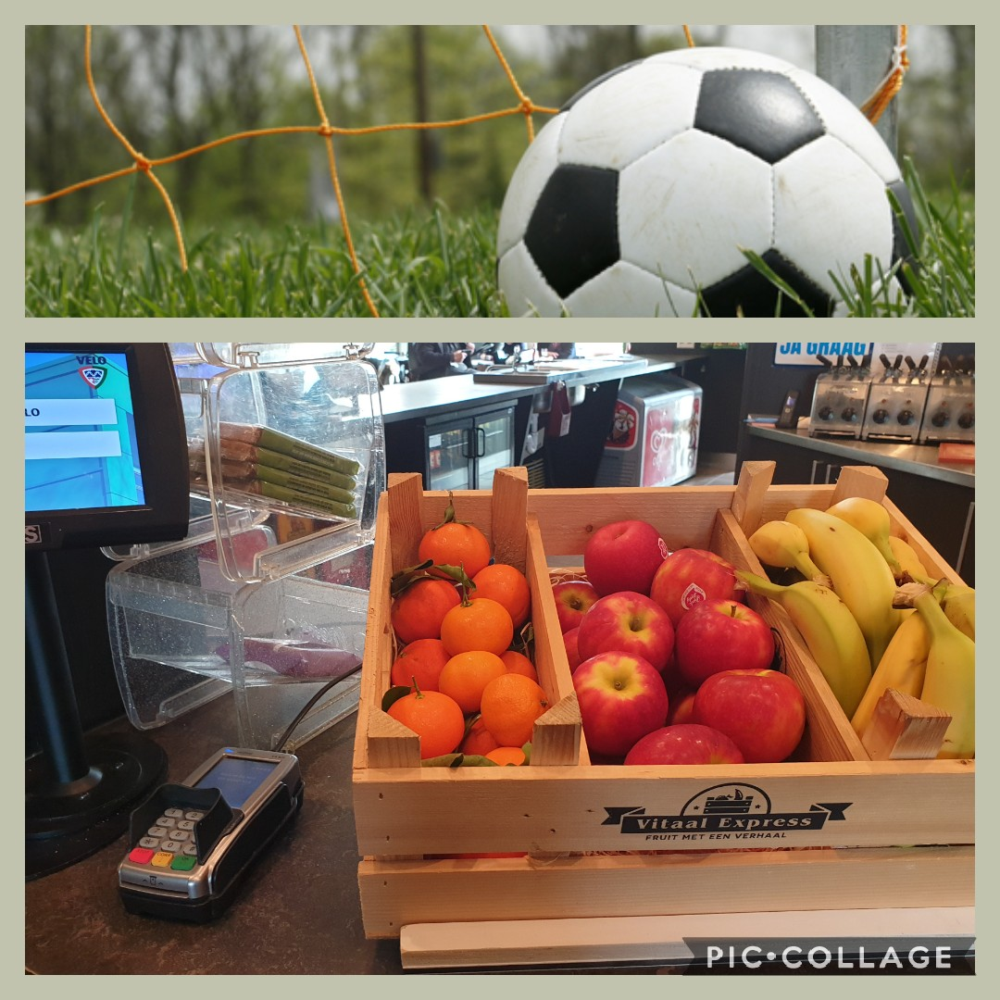 VELO
LO
S
JA GRAAG
Vitaal Express
FRUIT MET EEN VERHAAL
PIC•COLLAGE